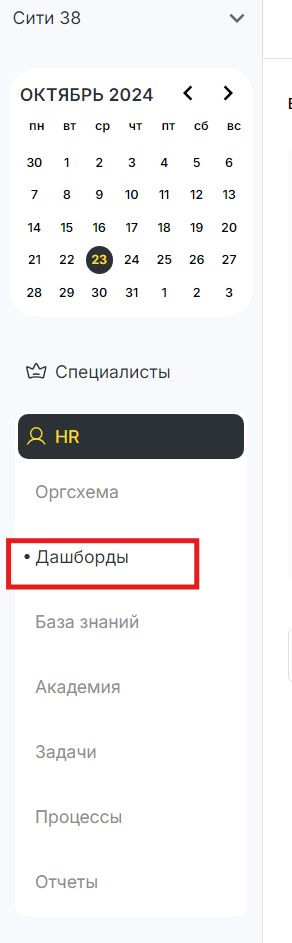 Сити 38
ОКТЯБРЬ 2024
пн вт ср чт пт сб вс
30 1 2 3 4 5 6
7 8 9 10 11 12 13
14 15 16 17 18 19 20
21 22 23 24 25 26 27
28 29 30 31 1 2 3
Специалисты
HR
Оргсхема
• Дашборды
База знаний
Академия
Задачи
Процессы
Отчеты